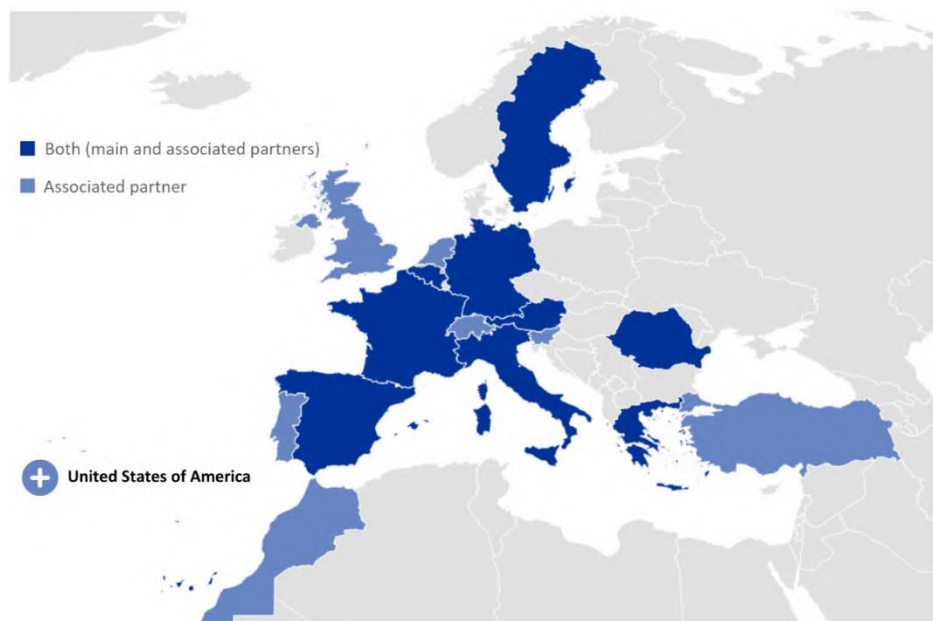 Both (main and associated partners)
Associated partner
United States of America